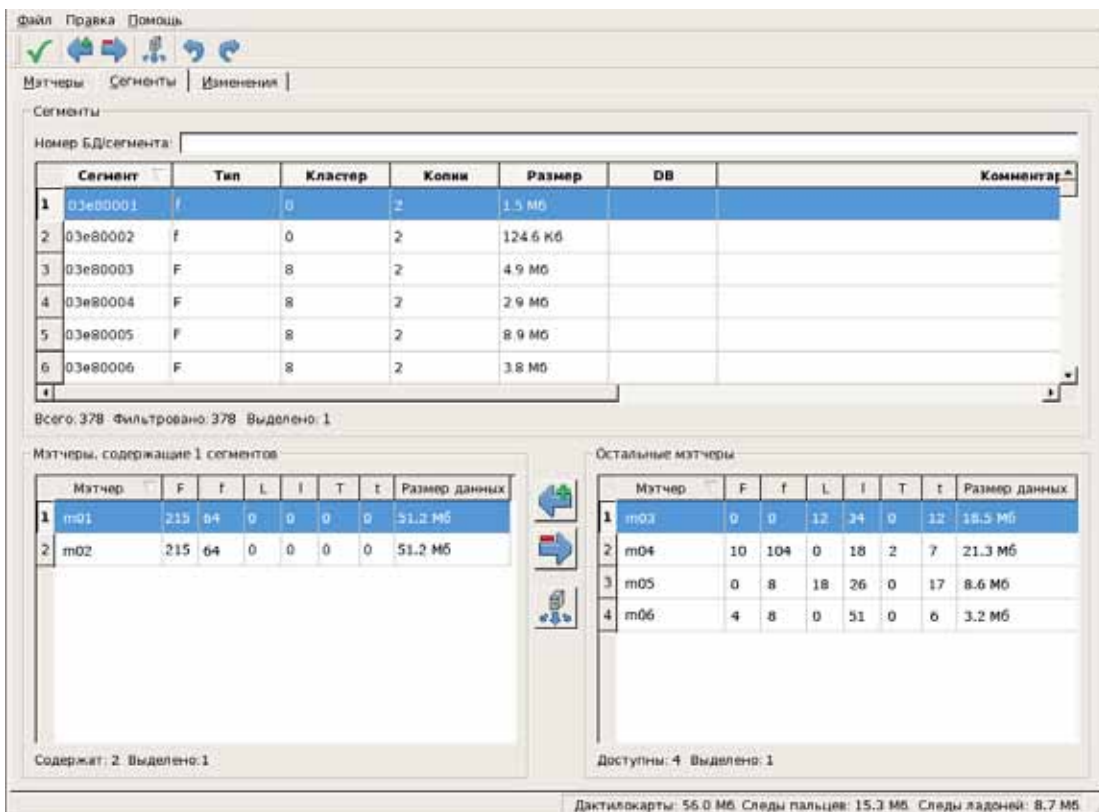 Файл Правка Помощь
Мэтчеры Сегменты Изменения
Сегменты
Номер БД/сегмента:
Сегмент Тип Кластер Копии Размер DB Комментар
1 03e80001 f 0 2 1.5 Мб
2 03e80002 f 0 2 124.6 Кб
3 03e80003 F 8 2 4.9 Мб
4 03e80004 F 8 2 2.9 Мб
5 03e80005 F 8 2 8.9 Мб
6 03e80006 F 8 2 3.8 Мб
Всего: 378 Фильтровано: 378 Выделено: 1
Мэтчеры, содержащие 1 сегментов
Мэтчер F f L l T t Размер данных
1 m01 215 64 0 0 0 0 51.2 Мб
2 m02 215 64 0 0 0 0 51.2 Мб
Содержат: 2 Выделено:1
Остальные мэтчеры
Мэтчер F f L l T t Размер данных
1 m03 0 0 12 34 0 12 18.5 Мб
2 m04 10 104 0 18 2 7 21.3 Мб
3 m05 0 8 18 26 0 17 8.6 Мб
4 m06 4 8 0 51 0 6 3.2 Мб
Доступны: 4 Выделено: 1
Дактилокарты: 56.0 Мб Следы пальцев: 15.3 Мб Следы ладоней: 8.7 Мб